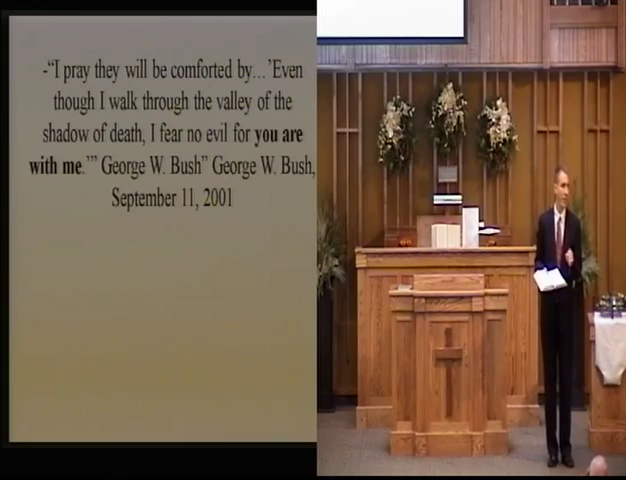 -“I pray they will be comforted by…’Even
though I walk through the valley of the
shadow of death, I fear no evil for you are
with me.’” George W. Bush” George W. Bush,
September 11, 2001